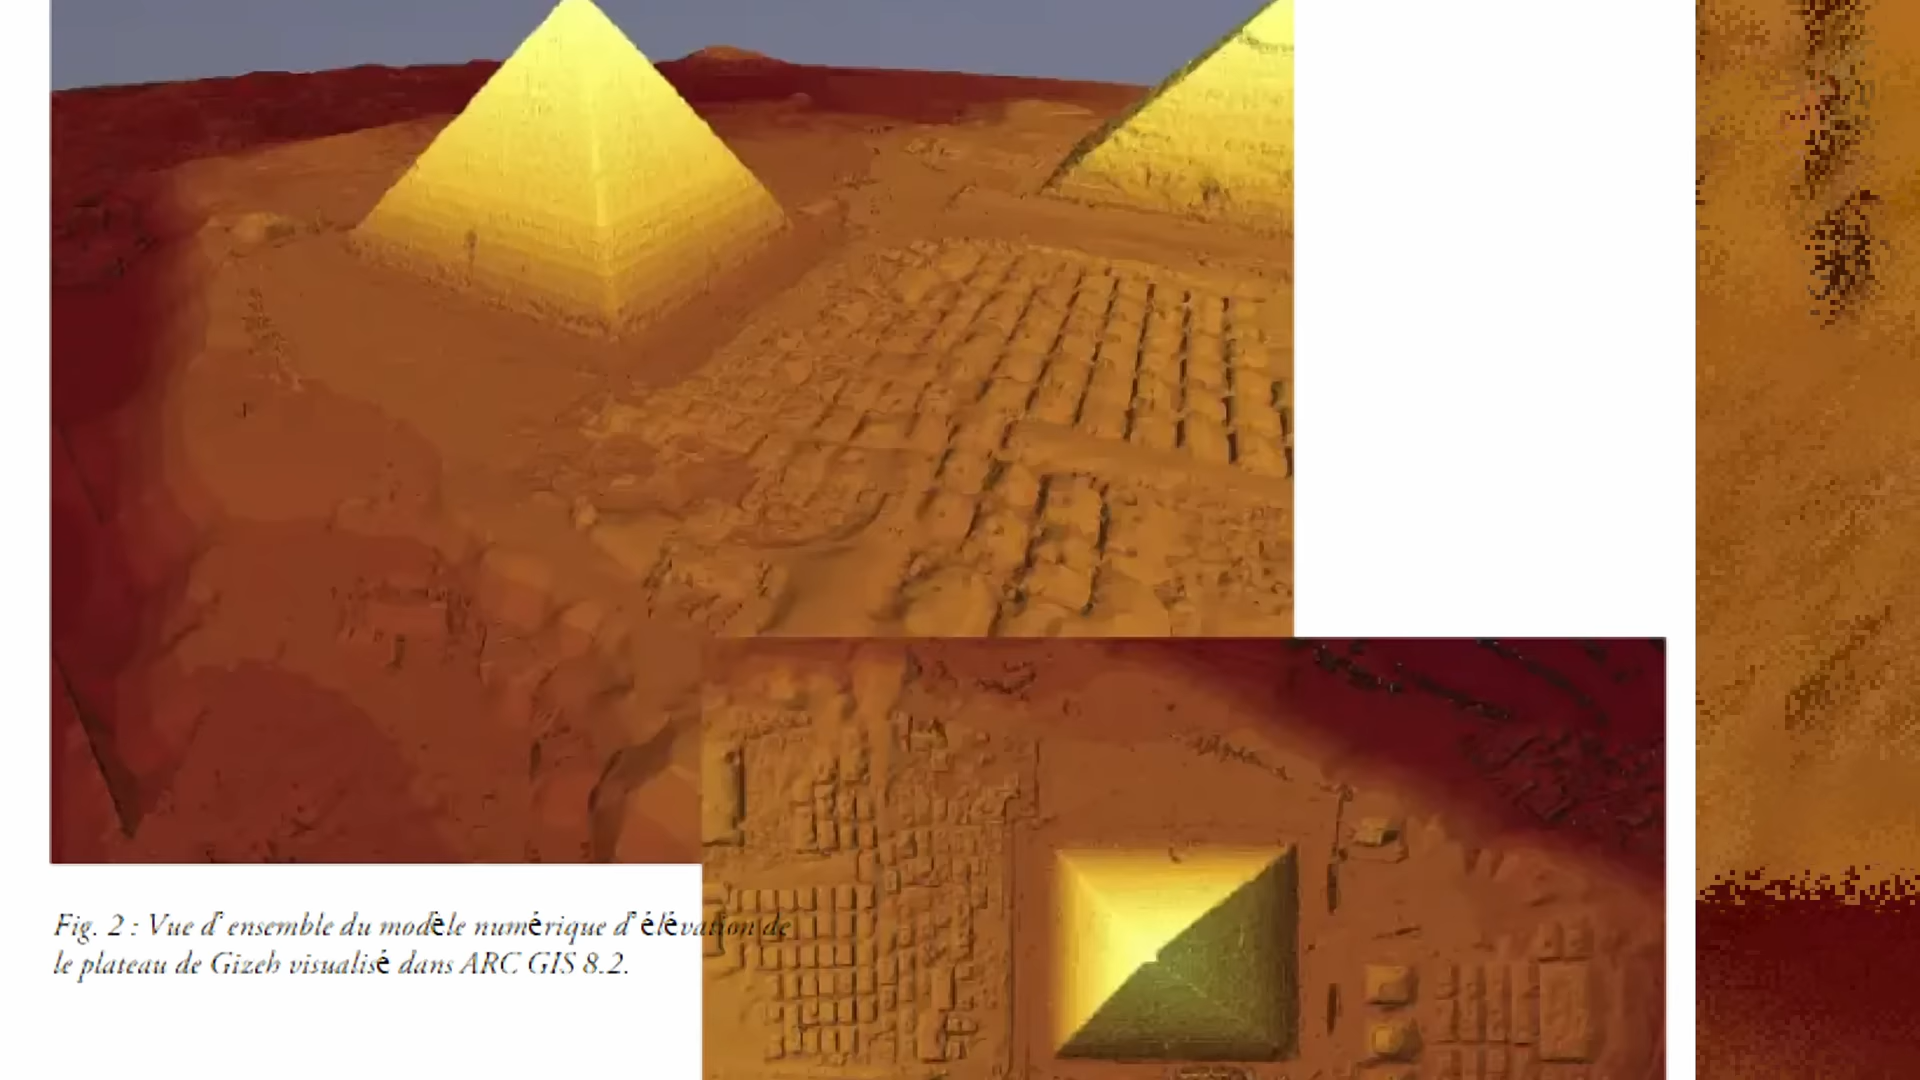 Fig. 2 : Vue d'ensemble du modèle numérique d'élévation de
le plateau de Gizeh visualisé dans ARC GIS 8.2.